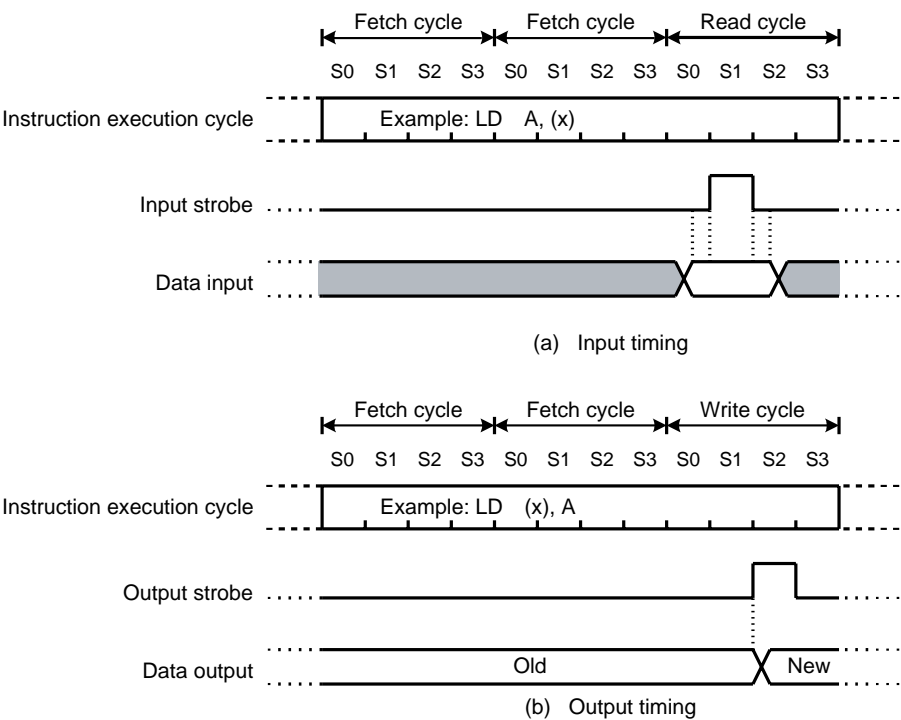 Fetch cycle Fetch cycle Read cycle
S0 S1 S2 S3 S0 S1 S2 S3 S0 S1 S2 S3
Instruction execution cycle Example: LD A, (x)
Input strobe
Data input
(a) Input timing
Fetch cycle Fetch cycle Write cycle
S0 S1 S2 S3 S0 S1 S2 S3 S0 S1 S2 S3
Instruction execution cycle Example: LD (x), A
Output strobe
Data output Old New
(b) Output timing